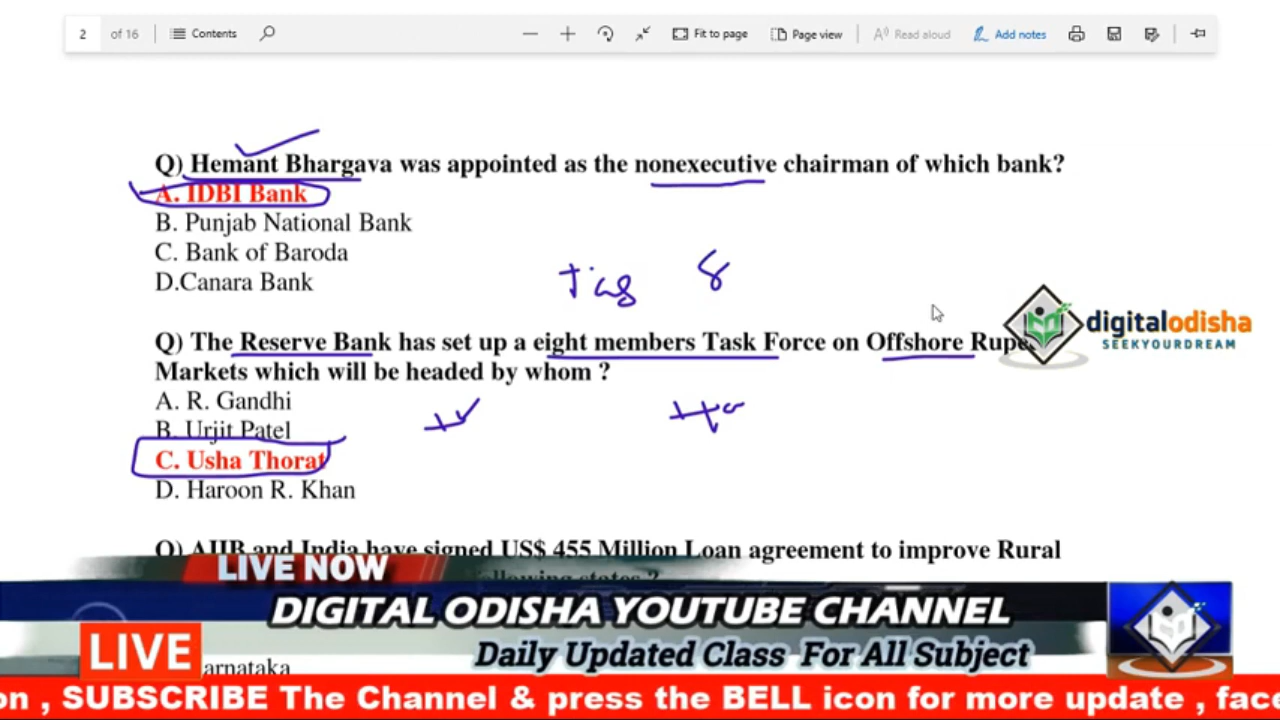 2 of 16 Contents Fit to page Page view Read aloud Add notes
Q) Hemant Bhargava was appointed as the nonexecutive chairman of which bank?
A. IDBI Bank
B. Punjab National Bank
C. Bank of Baroda
D.Canara Bank
8
Q) The Reserve Bank has set up a eight members Task Force on Offshore
Markets which will be headed by whom ?
A. R. Gandhi
B. Urjit Patel
C. Usha Thorat
D. Haroon R. Khan
digitalodisha
SEEKYOURDREAM
Q) AIIB and India have signed US$ 455 Million Loan agreement to improve Rural
following states ?
LIVE NOW
DIGITAL ODISHA YOUTUBE CHANNEL
LIVE
Daily Updated Class For All Subject
arnataka
on , SUBSCRIBE The Channel & press the BELL icon for more update , face